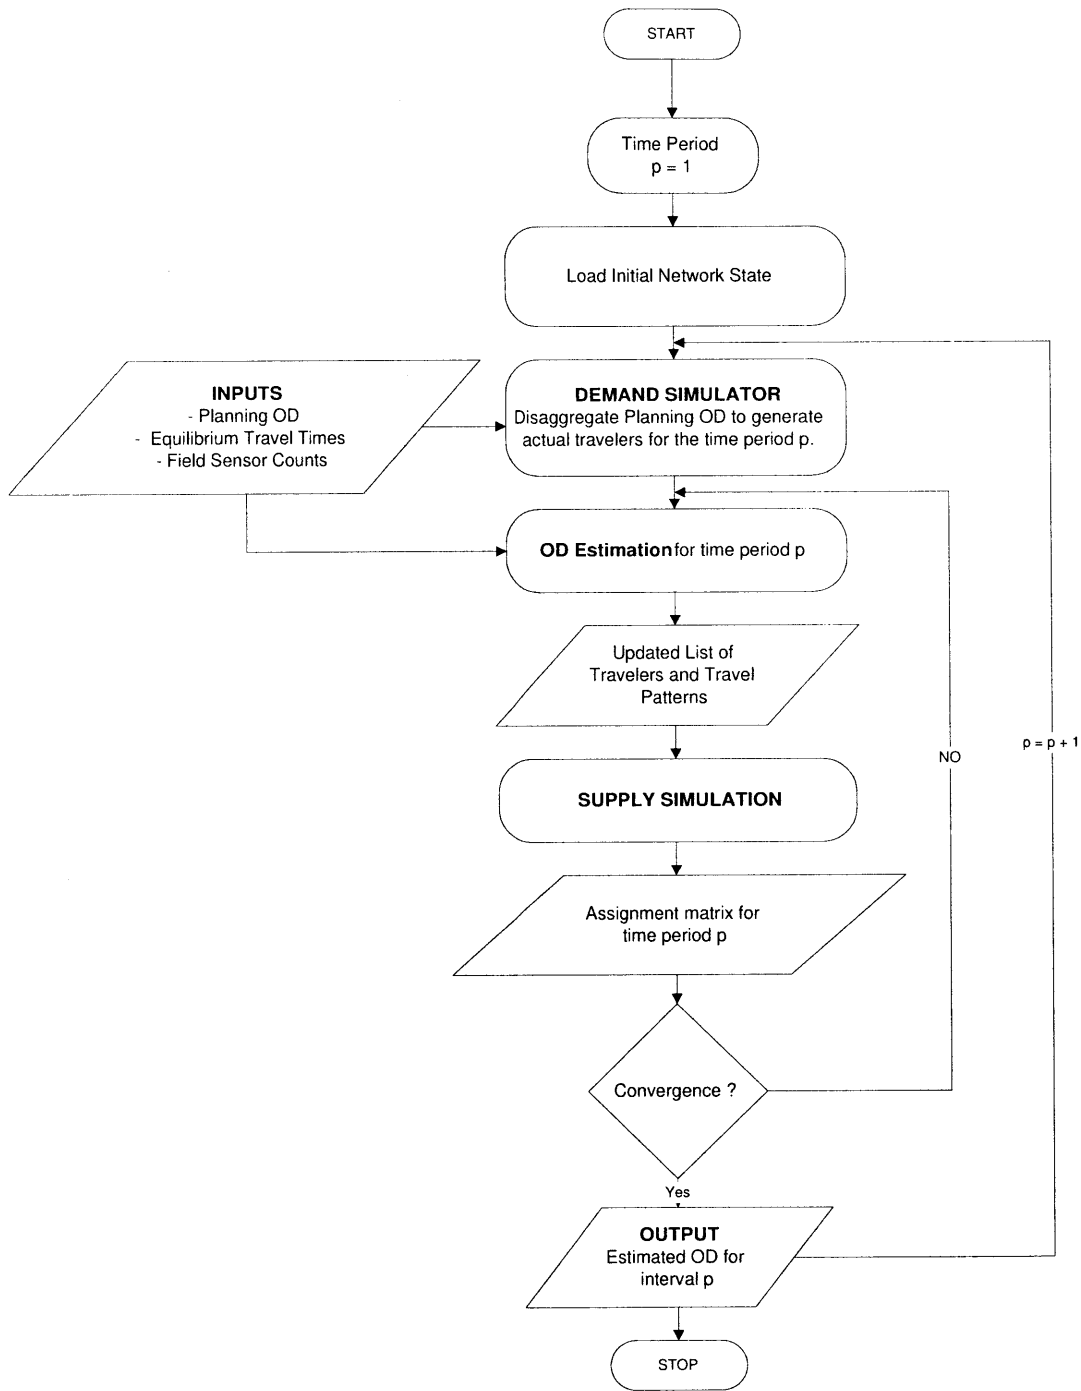 START
Time Period
p = 1
Load Initial Network State
INPUTS
- Planning OD
- Equilibrium Travel Times
- Field Sensor Counts
DEMAND SIMULATOR
Disaggregate Planning OD to generate
actual travelers for the time period p.
OD Estimation for time period p
Updated List of
Travelers and Travel
Patterns
p = p + 1
NO
SUPPLY SIMULATION
Assignment matrix for
time period p
Convergence ?
Yes
OUTPUT
Estimated OD for
interval p
STOP